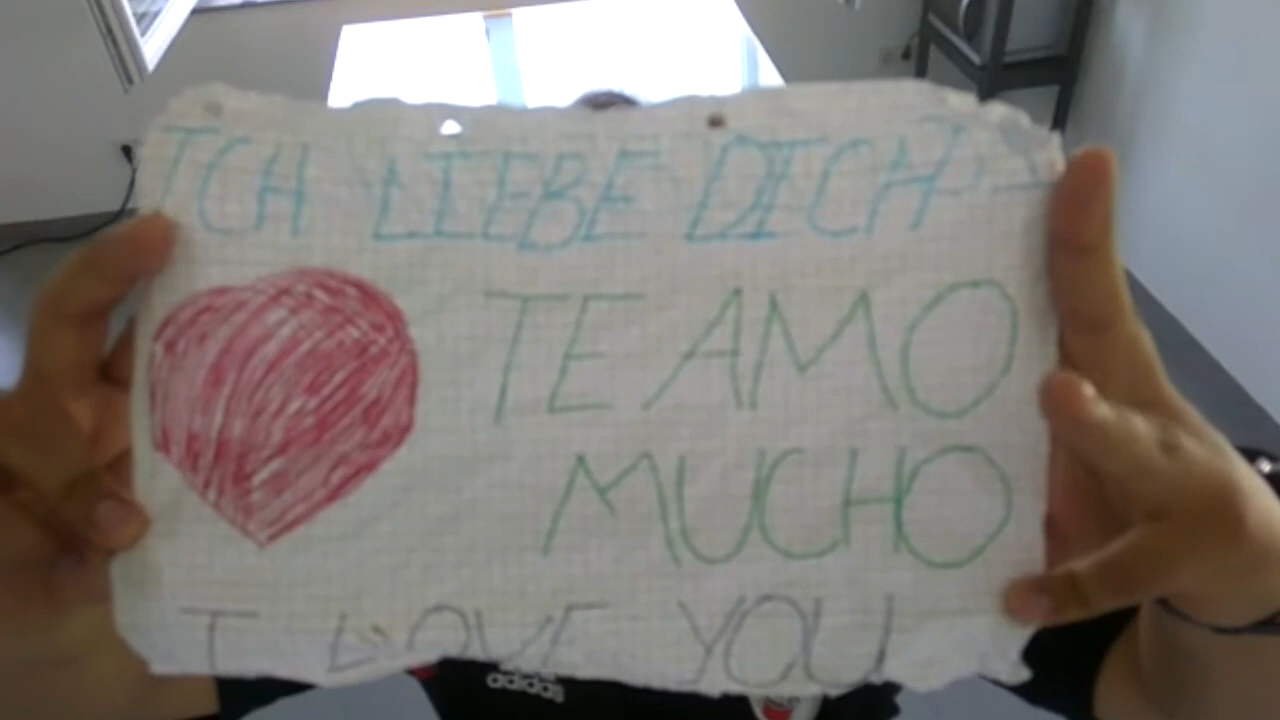 ICH LIEBE DICH
TE AMO
MUCHO
I LOVE YOU
adidas